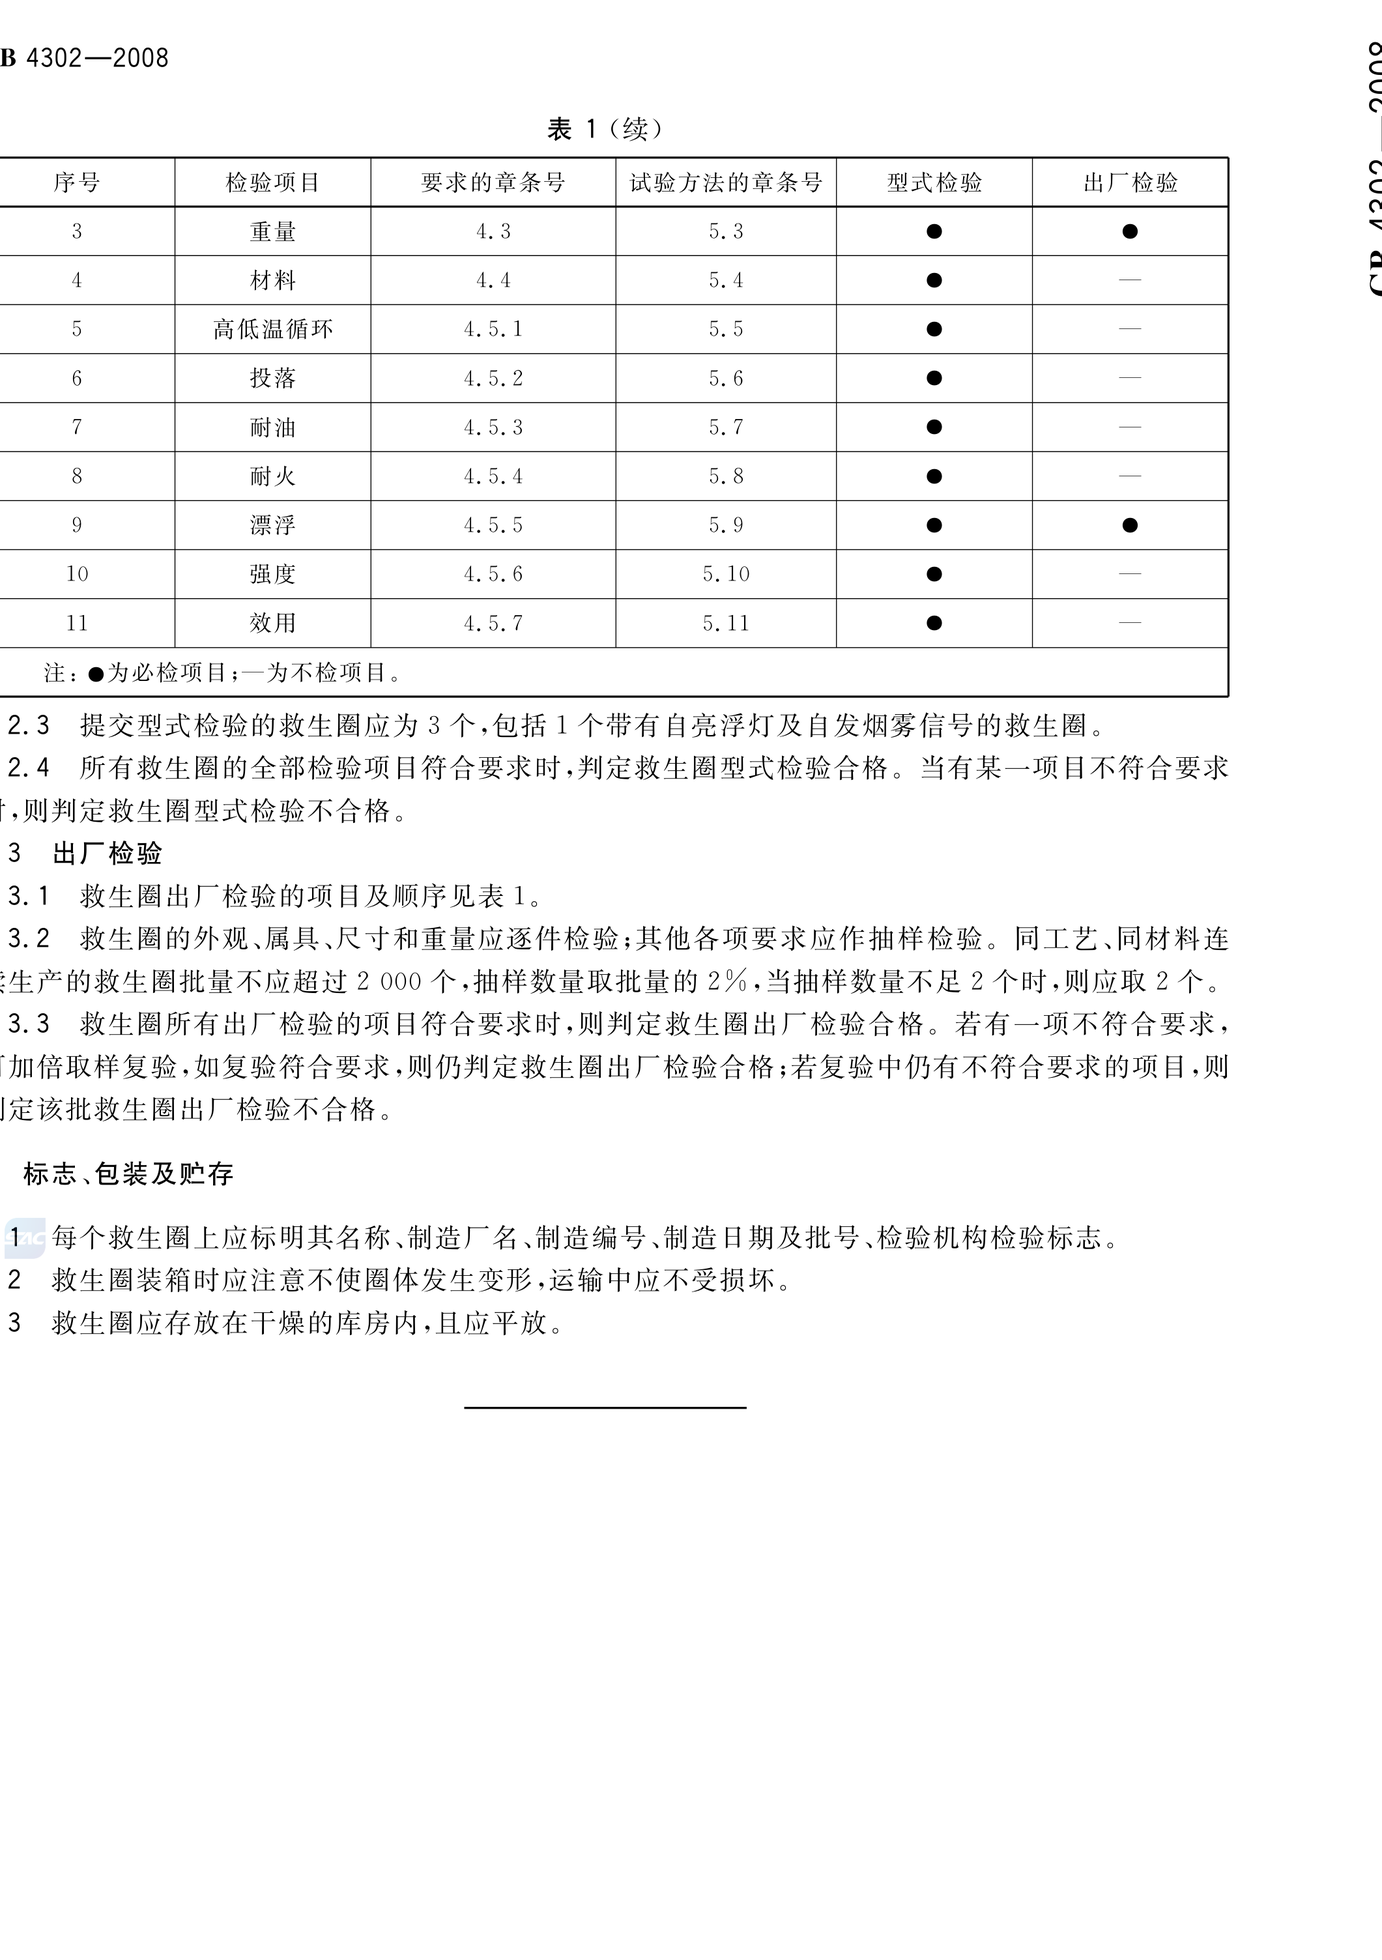 B 4302—2008
表 1(续)
序号 检验项目 要求的章条号 试验方法的章条号 型式检验 出厂检验
3 重量 4.3 5.3 ● ●
4 材料 4.4 5.4 ● —
5 高低温循环 4.5.1 5.5 ● —
6 投落 4.5.2 5.6 ● —
7 耐油 4.5.3 5.7 ● —
8 耐火 4.5.4 5.8 ● —
9 漂浮 4.5.5 5.9 ● ●
10 强度 4.5.6 5.10 ● —
11 效用 4.5.7 5.11 ● —
注:●为必检项目;—为不检项目。
2.3 提交型式检验的救生圈应为 3 个,包括 1 个带有自亮浮灯及自发烟雾信号的救生圈。
2.4 所有救生圈的全部检验项目符合要求时,判定救生圈型式检验合格。当有某一项目不符合要求
,则判定救生圈型式检验不合格。
3 出厂检验
3.1 救生圈出厂检验的项目及顺序见表 1。
3.2 救生圈的外观、属具、尺寸和重量应逐件检验;其他各项要求应作抽样检验。同工艺、同材料连
生产的救生圈批量不应超过 2 000 个,抽样数量取批量的 2%,当抽样数量不足 2 个时,则应取 2 个。
3.3 救生圈所有出厂检验的项目符合要求时,则判定救生圈出厂检验合格。若有一项不符合要求,
加倍取样复验,如复验符合要求,则仍判定救生圈出厂检验合格;若复验中仍有不符合要求的项目,则
定该批救生圈出厂检验不合格。
标志、包装及贮存
1 每个救生圈上应标明其名称、制造厂名、制造编号、制造日期及批号、检验机构检验标志。
2 救生圈装箱时应注意不使圈体发生变形,运输中应不受损坏。
3 救生圈应存放在干燥的库房内,且应平放。
GB 4302—2008